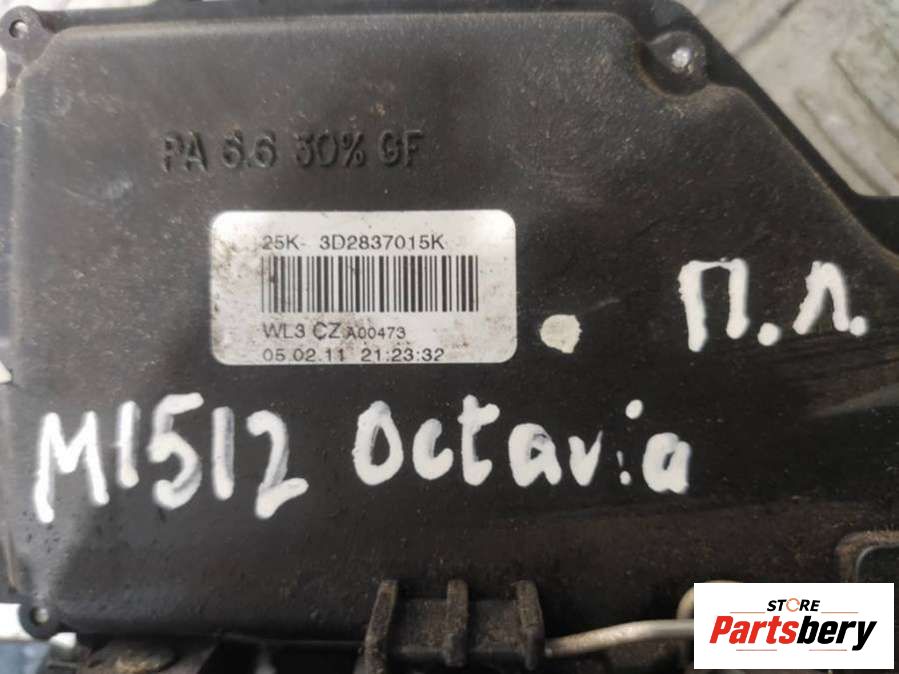 PA 6.6 30% GF
25K- 3D2837015K
WL3 CZ A00473
05.02.11 21:23:32
П.Л.
M1512 Octavia
STORE
Partsbery